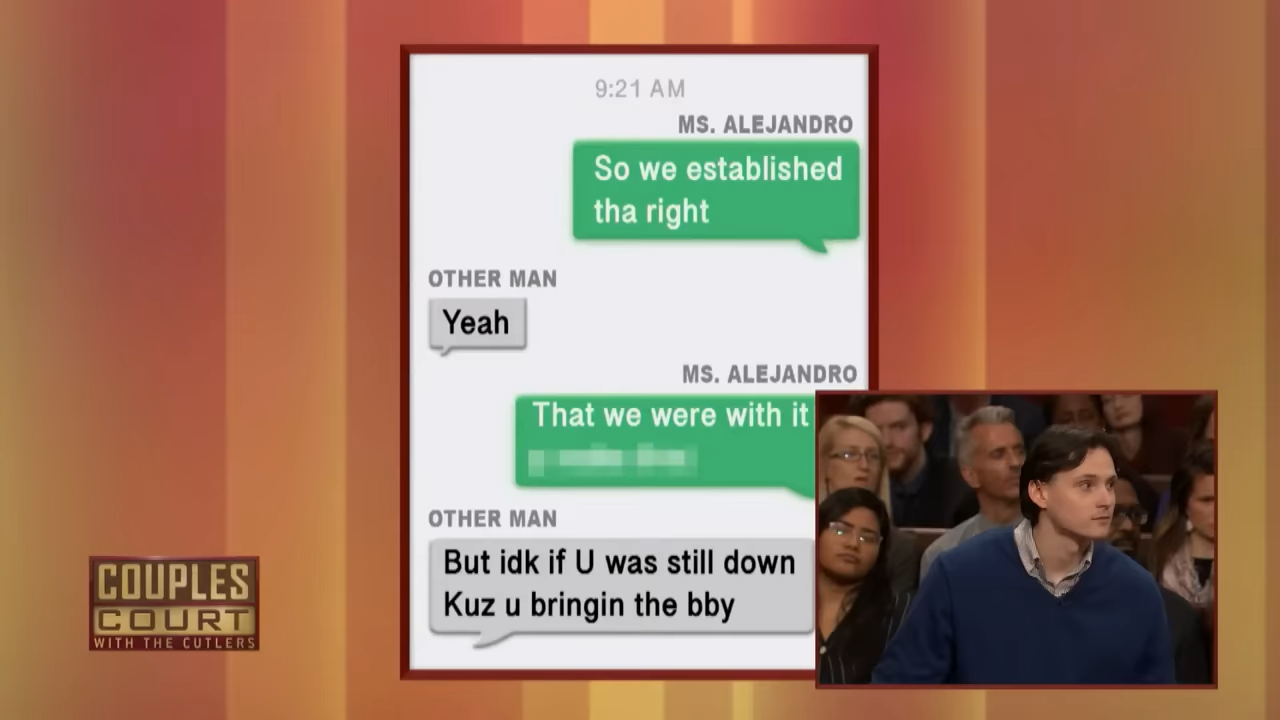 9:21 AM
MS. ALEJANDRO
So we established
tha right
OTHER MAN
Yeah
MS. ALEJANDRO
That we were with it
OTHER MAN
But idk if U was still down
Kuz u bringin the bby
COUPLES
COURT
WITH THE CUTLERS